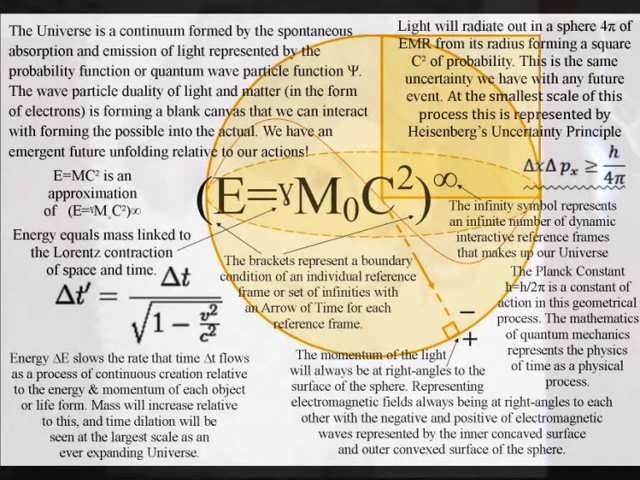 The Universe is a continuum formed by the spontaneous
absorption and emission of light represented by the
probability function or quantum wave particle function Ψ.
The wave particle duality of light and matter (in the form
of electrons) is forming a blank canvas that we can interact
with forming the possible into the actual. We have an
emergent future unfolding relative to our actions!
Light will radiate out in a sphere 4π of
EMR from its radius forming a square
C² of probability. This is the same
uncertainty we have with any future
event. At the smallest scale of this
process this is represented by
Heisenberg's Uncertainty Principle
ΔxΔpₓ ≥ h/4π
E=MC² is an
approximation
of (E=ˠM₀C²)∞
(E=ˠM₀C²)∞.
Energy equals mass linked to
the Lorentz contraction
of space and time.
Δt' = Δt / √(1 − v²/c²)
The brackets represent a boundary
condition of an individual reference
frame or set of infinities with
an Arrow of Time for each
reference frame.
The infinity symbol represents
an infinite number of dynamic
interactive reference frames
that makes up our Universe
The Planck Constant
ħ=h/2π is a constant of
action in this geometrical
process. The mathematics
of quantum mechanics
represents the physics
of time as a physical
process.
−
+
Energy ΔE slows the rate that time Δt flows
as a process of continuous creation relative
to the energy & momentum of each object
or life form. Mass will increase relative
to this, and time dilation will be
seen at the largest scale as an
ever expanding Universe.
The momentum of the light
will always be at right-angles to the
surface of the sphere. Representing
electromagnetic fields always being at right-angles to each
other with the negative and positive of electromagnetic
waves represented by the inner concaved surface
and outer convexed surface of the sphere.